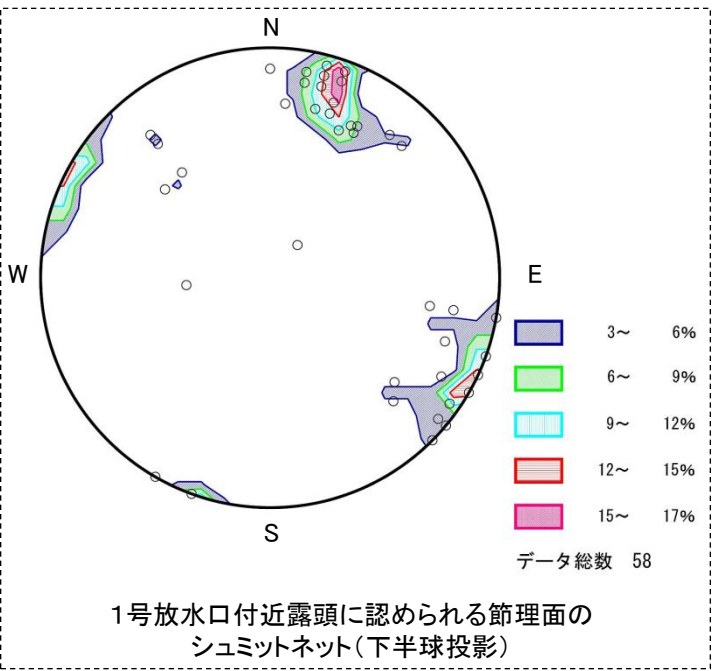 N
W
E
S
3～ 6%
6～ 9%
9～ 12%
12～ 15%
15～ 17%
データ総数 58
1号放水口付近露頭に認められる節理面の
シュミットネット(下半球投影)